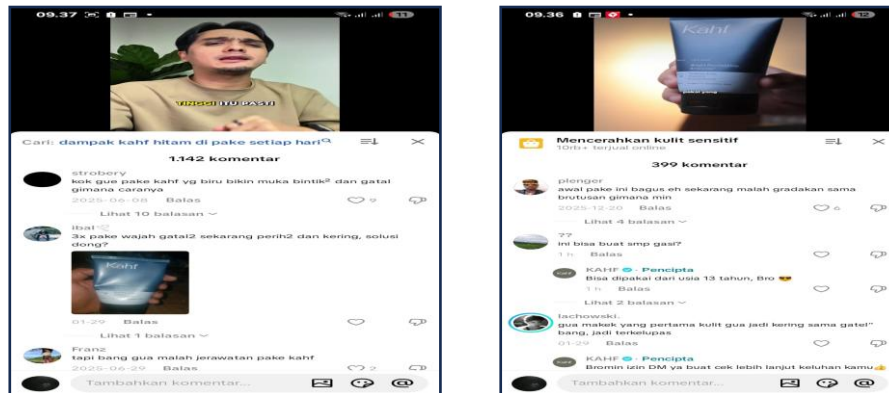 09.37
11
TINGGI ITU PASTI
Cari: dampak kahf hitam di pake setiap hari
1.142 komentar
strobery
kok gue pake kahf yg biru bikin muka bintik² dan gatal
gimana caranya
2025-06-08 Balas 9
Lihat 10 balasan
ibal
3x pake wajah gatal2 sekarang perih2 dan kering, solusi
dong?
Kahf
01-29 Balas
Lihat 1 balasan
Franz
tapi bang gua malah jerawatan pake kahf
2025-06-29 Balas 2
Tambahkan komentar...
09.36
12
Kahf
Mencerahkan kulit sensitif
10rb+ terjual online
399 komentar
plenger
awal pake ini bagus eh sekarang malah gradakan sama
brutusan gimana min
2025-12-20 Balas 6
Lihat 4 balasan
??
ini bisa buat smp gasi?
1 h Balas
KAHF · Pencipta
Bisa dipakai dari usia 13 tahun, Bro
1 h Balas
Lihat 2 balasan
lachowski.
gua makek yang pertama kulit gua jadi kering sama gatel"
bang, jadi terkelupas
01-29 Balas
KAHF · Pencipta
Bromin izin DM ya buat cek lebih lanjut keluhan kamu
Tambahkan komentar...